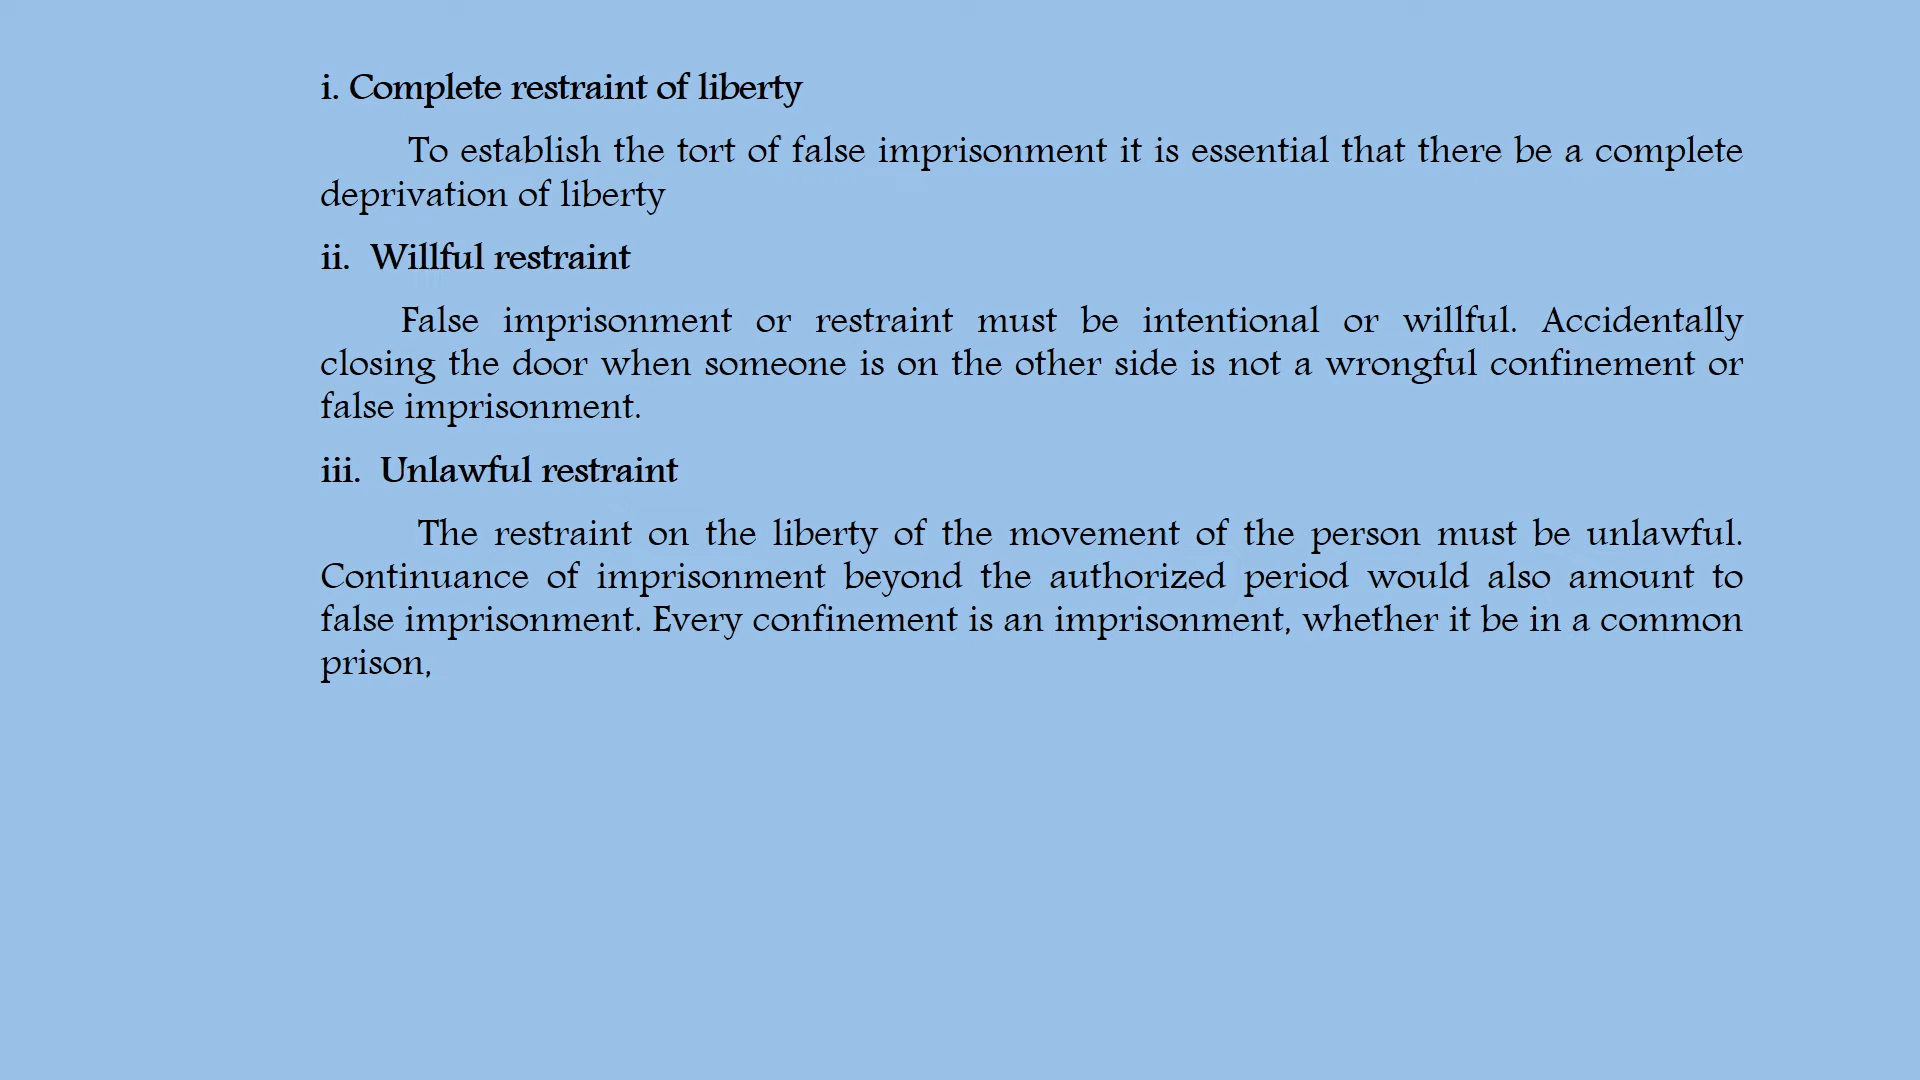 i. Complete restraint of liberty
To establish the tort of false imprisonment it is essential that there be a complete
deprivation of liberty
ii. Willful restraint
False imprisonment or restraint must be intentional or willful. Accidentally
closing the door when someone is on the other side is not a wrongful confinement or
false imprisonment.
iii. Unlawful restraint
The restraint on the liberty of the movement of the person must be unlawful.
Continuance of imprisonment beyond the authorized period would also amount to
false imprisonment. Every confinement is an imprisonment, whether it be in a common
prison,